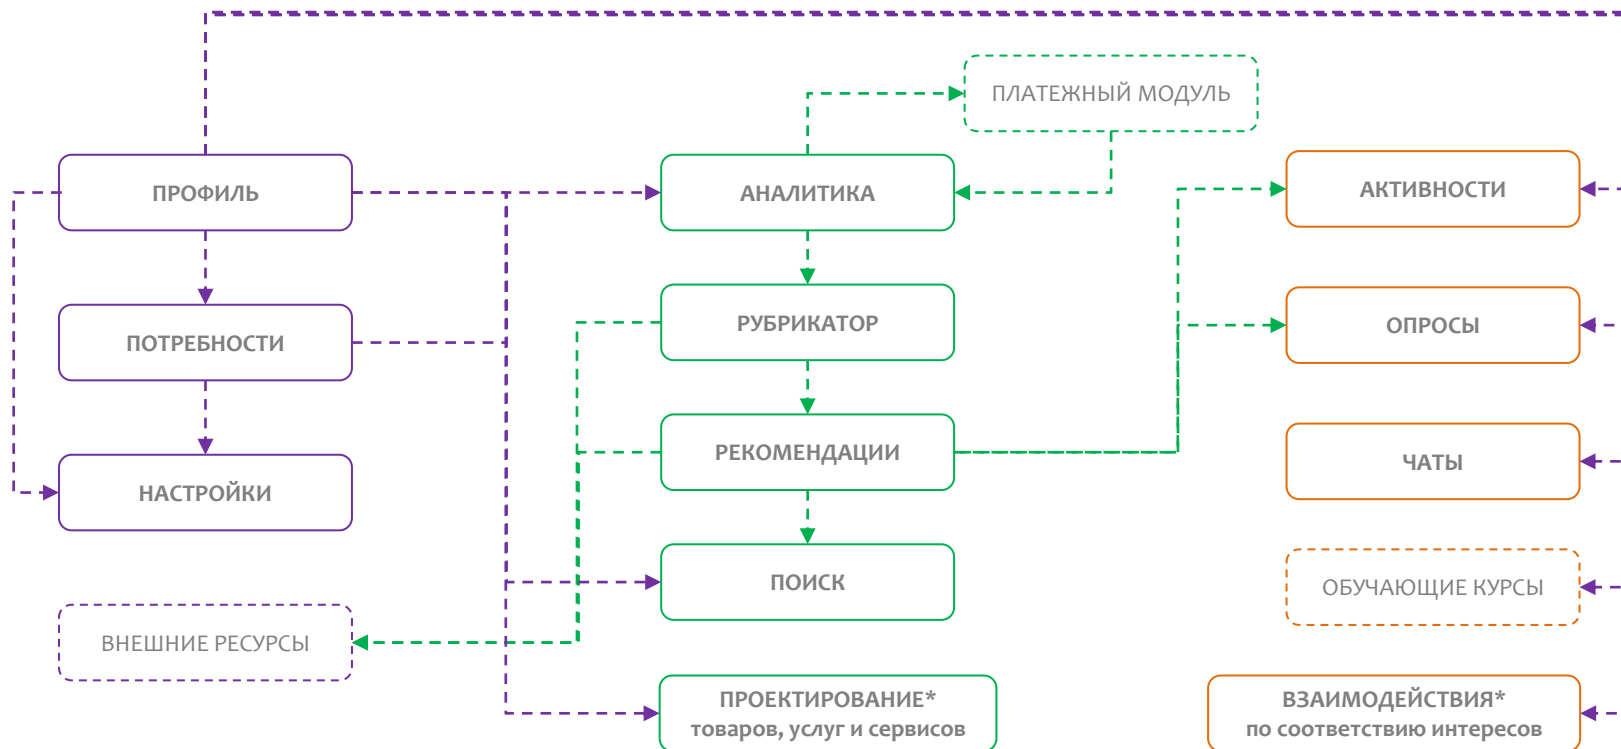 ПЛАТЕЖНЫЙ МОДУЛЬ
ПРОФИЛЬ
АНАЛИТИКА
АКТИВНОСТИ
ПОТРЕБНОСТИ
РУБРИКАТОР
ОПРОСЫ
НАСТРОЙКИ
РЕКОМЕНДАЦИИ
ЧАТЫ
ПОИСК
ОБУЧАЮЩИЕ КУРСЫ
ВНЕШНИЕ РЕСУРСЫ
ПРОЕКТИРОВАНИЕ*
товаров, услуг и сервисов
ВЗАИМОДЕЙСТВИЯ*
по соответствию интересов